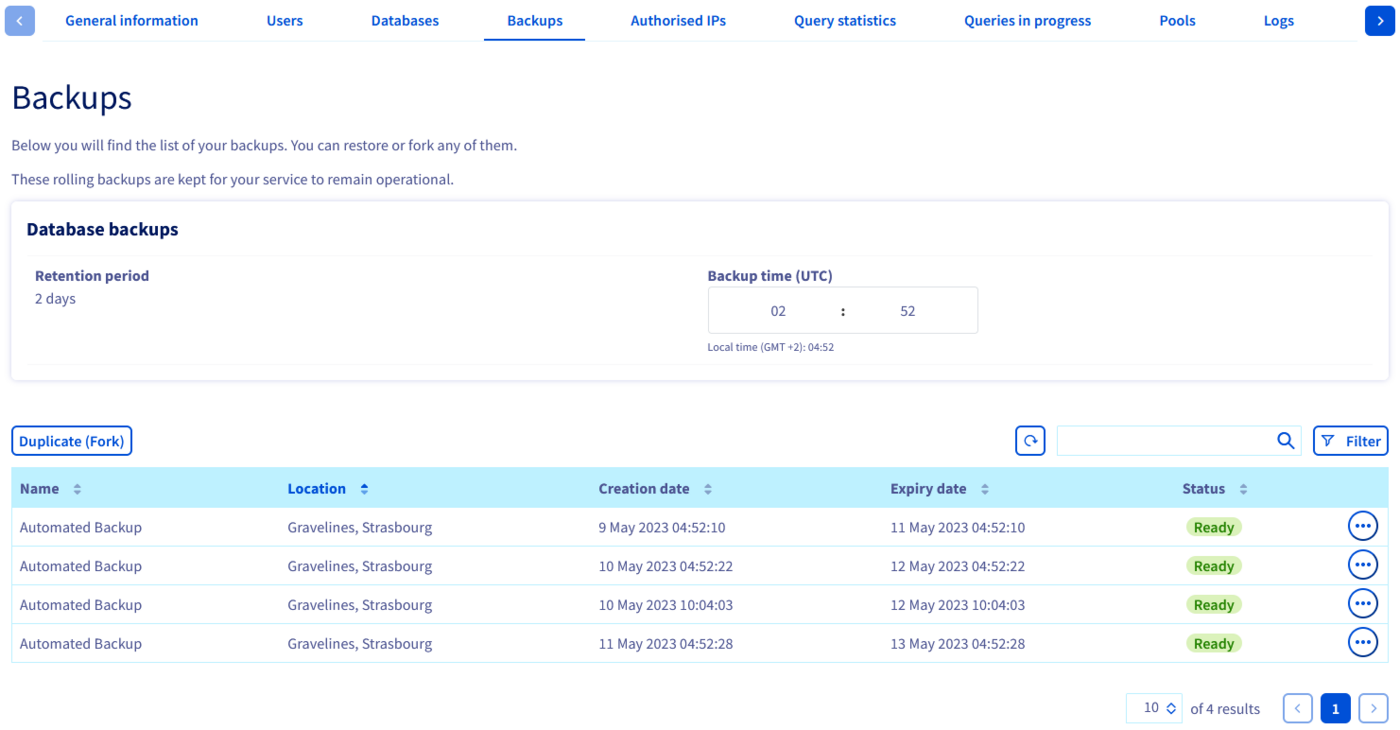 General information Users Databases Backups Authorised IPs Query statistics Queries in progress Pools Logs
Backups
Below you will find the list of your backups. You can restore or fork any of them.
These rolling backups are kept for your service to remain operational.
Database backups
Retention period
2 days
Backup time (UTC)
02 : 52
Local time (GMT +2): 04:52
Duplicate (Fork) Filter
Name Location Creation date Expiry date Status
Automated Backup Gravelines, Strasbourg 9 May 2023 04:52:10 11 May 2023 04:52:10 Ready
Automated Backup Gravelines, Strasbourg 10 May 2023 04:52:22 12 May 2023 04:52:22 Ready
Automated Backup Gravelines, Strasbourg 10 May 2023 10:04:03 12 May 2023 10:04:03 Ready
Automated Backup Gravelines, Strasbourg 11 May 2023 04:52:28 13 May 2023 04:52:28 Ready
10 of 4 results 1